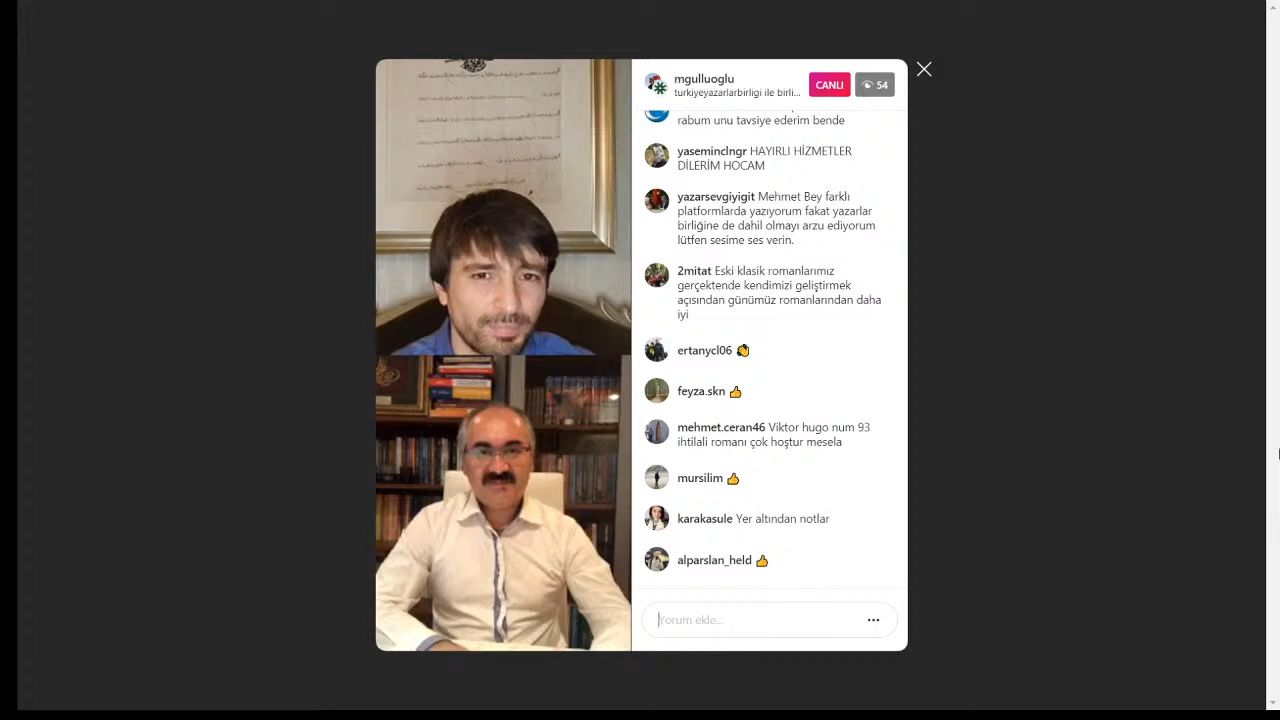 mgulluoglu
turkiyeyazarlarbirligi ile birli...
CANLI
54
rabum unu tavsiye ederim bende
yaseminclngr HAYIRLI HİZMETLER
DİLERİM HOCAM
yazarsevgiyigit Mehmet Bey farklı
platformlarda yazıyorum fakat yazarlar
birliğine de dahil olmayı arzu ediyorum
lütfen sesime ses verin.
2mitat Eski klasik romanlarımız
gerçektende kendimizi geliştirmek
açısından günümüz romanlarından daha
iyi
ertanycl06 👏
feyza.skn 👍
mehmet.ceran46 Viktor hugo num 93
ihtilali romanı çok hoştur mesela
mursilim 👍
karakasule Yer altından notlar
alparslan_held 👍
Yorum ekle...